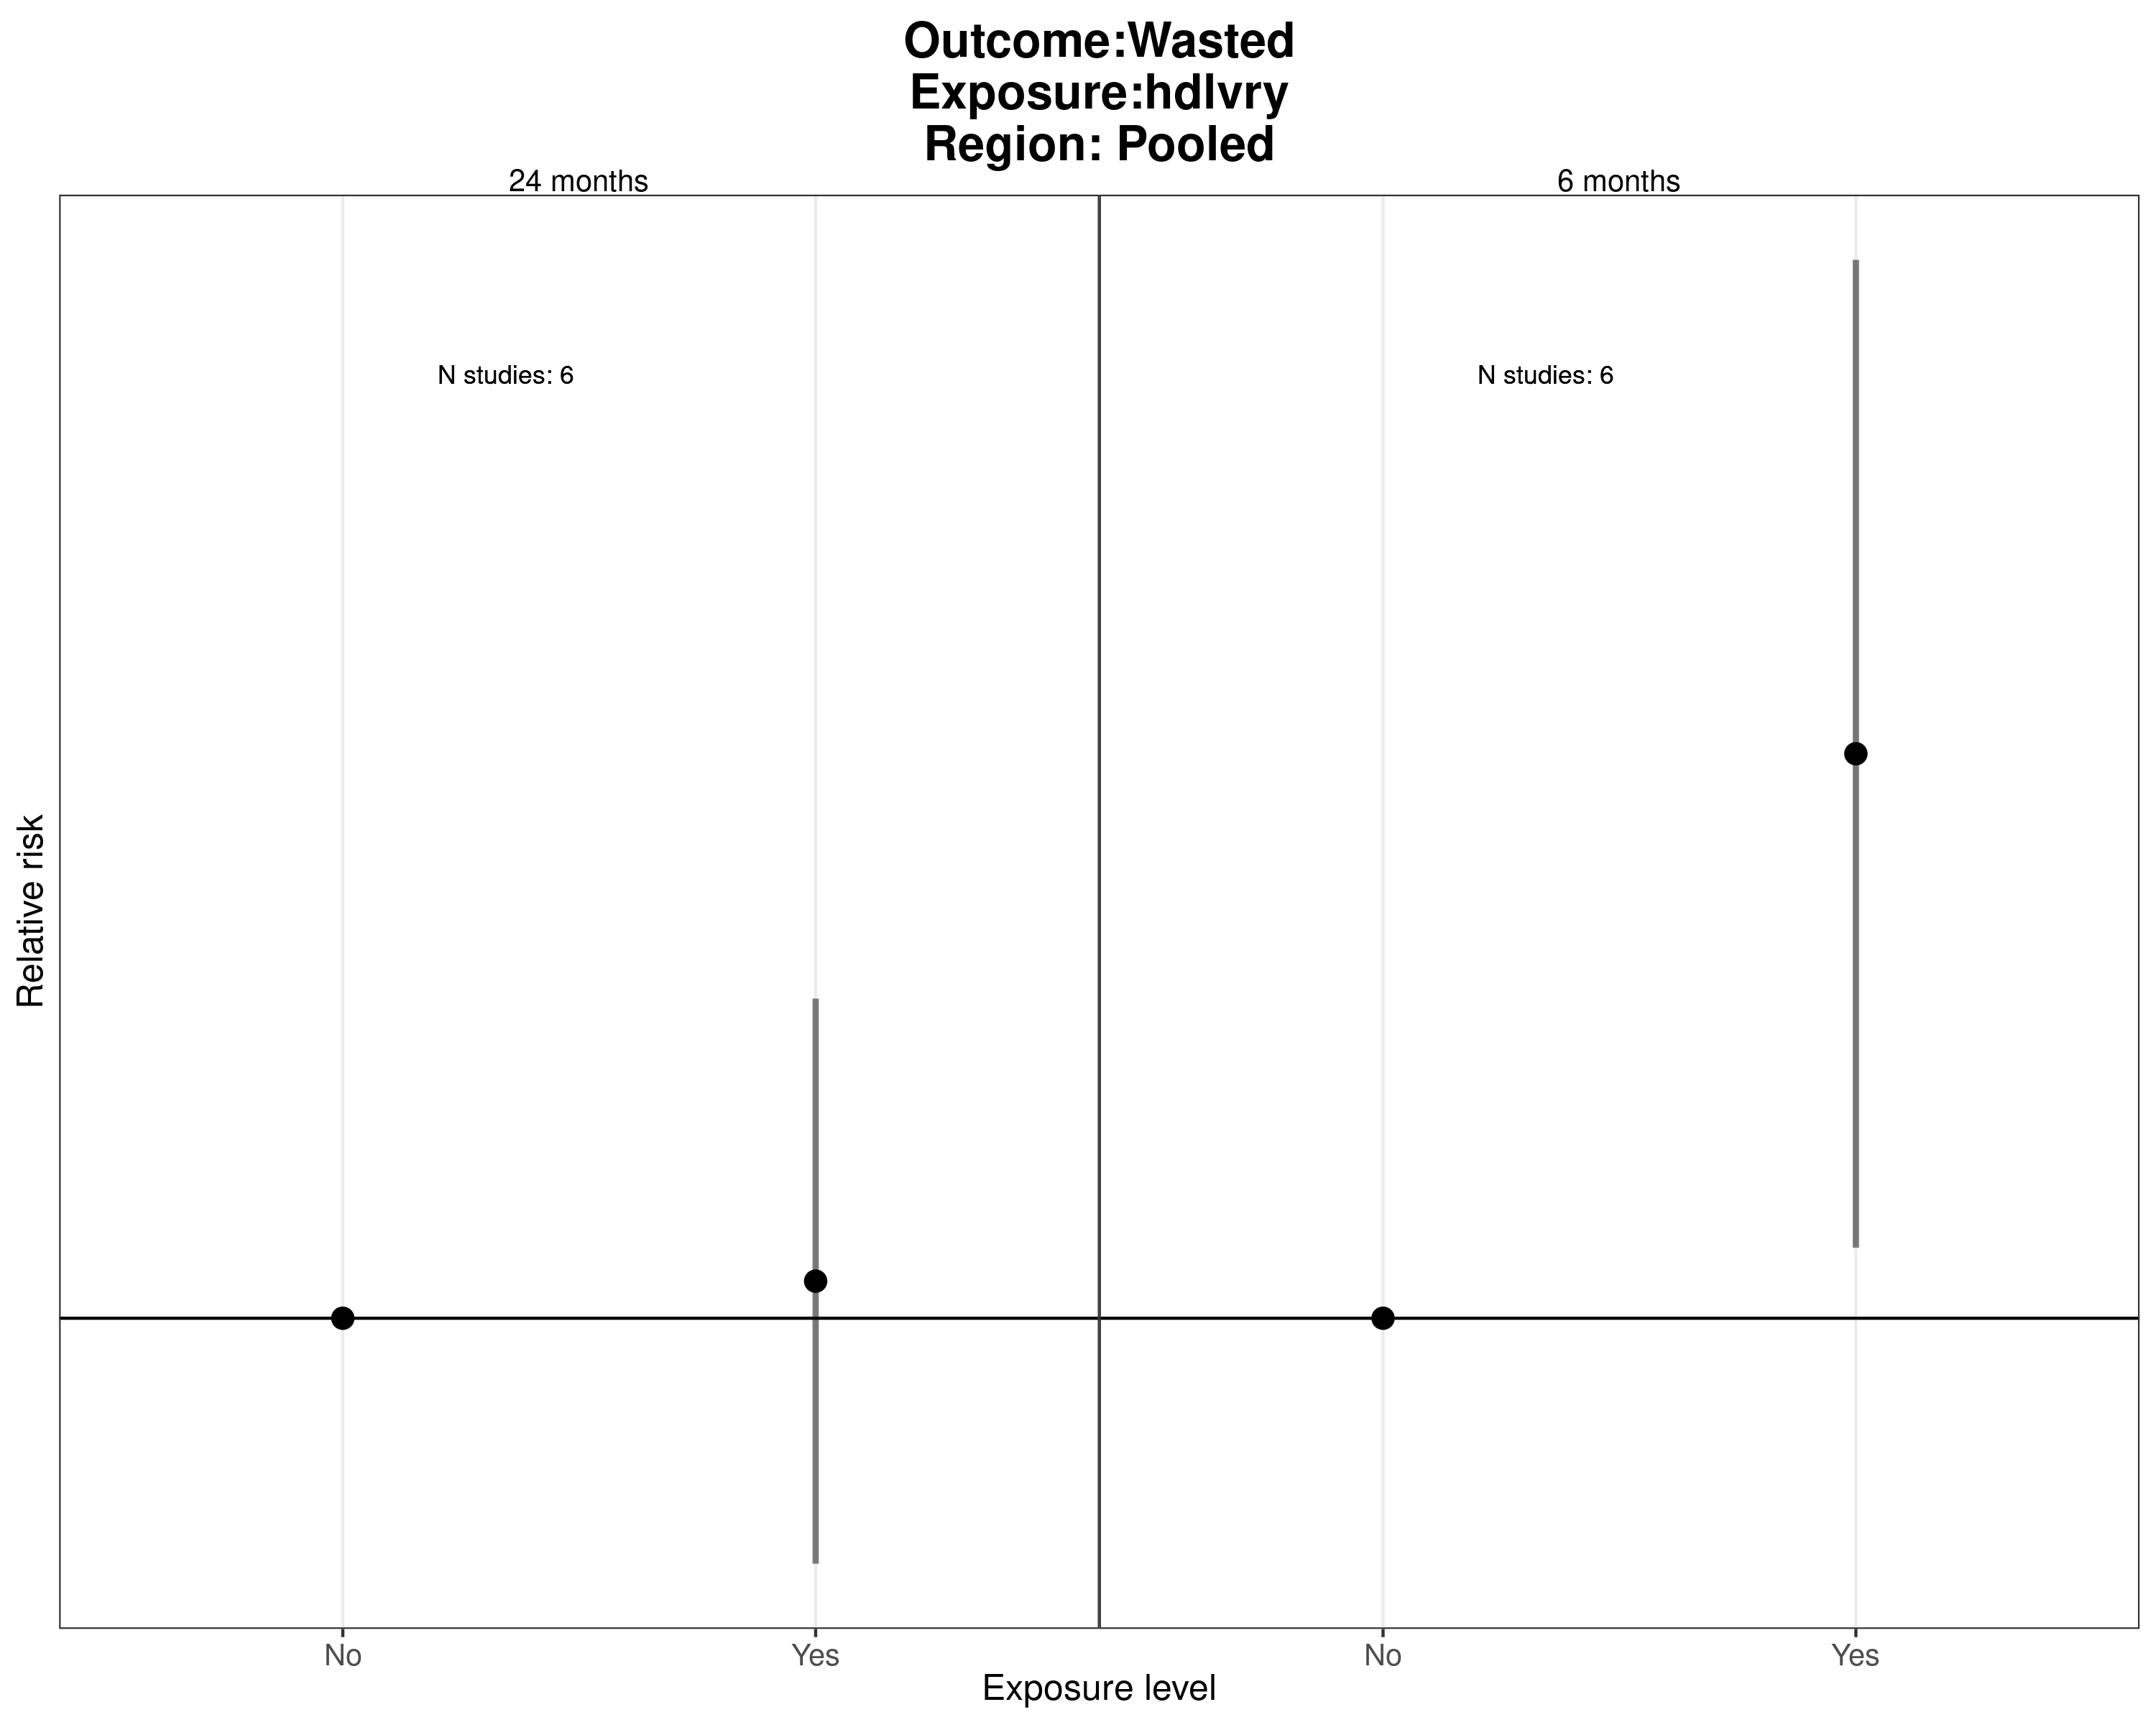 Outcome:Wasted
Exposure:hdlvry
Region: Pooled
24 months
6 months
N studies: 6
N studies: 6
Relative risk
No
Yes
No
Yes
Exposure level